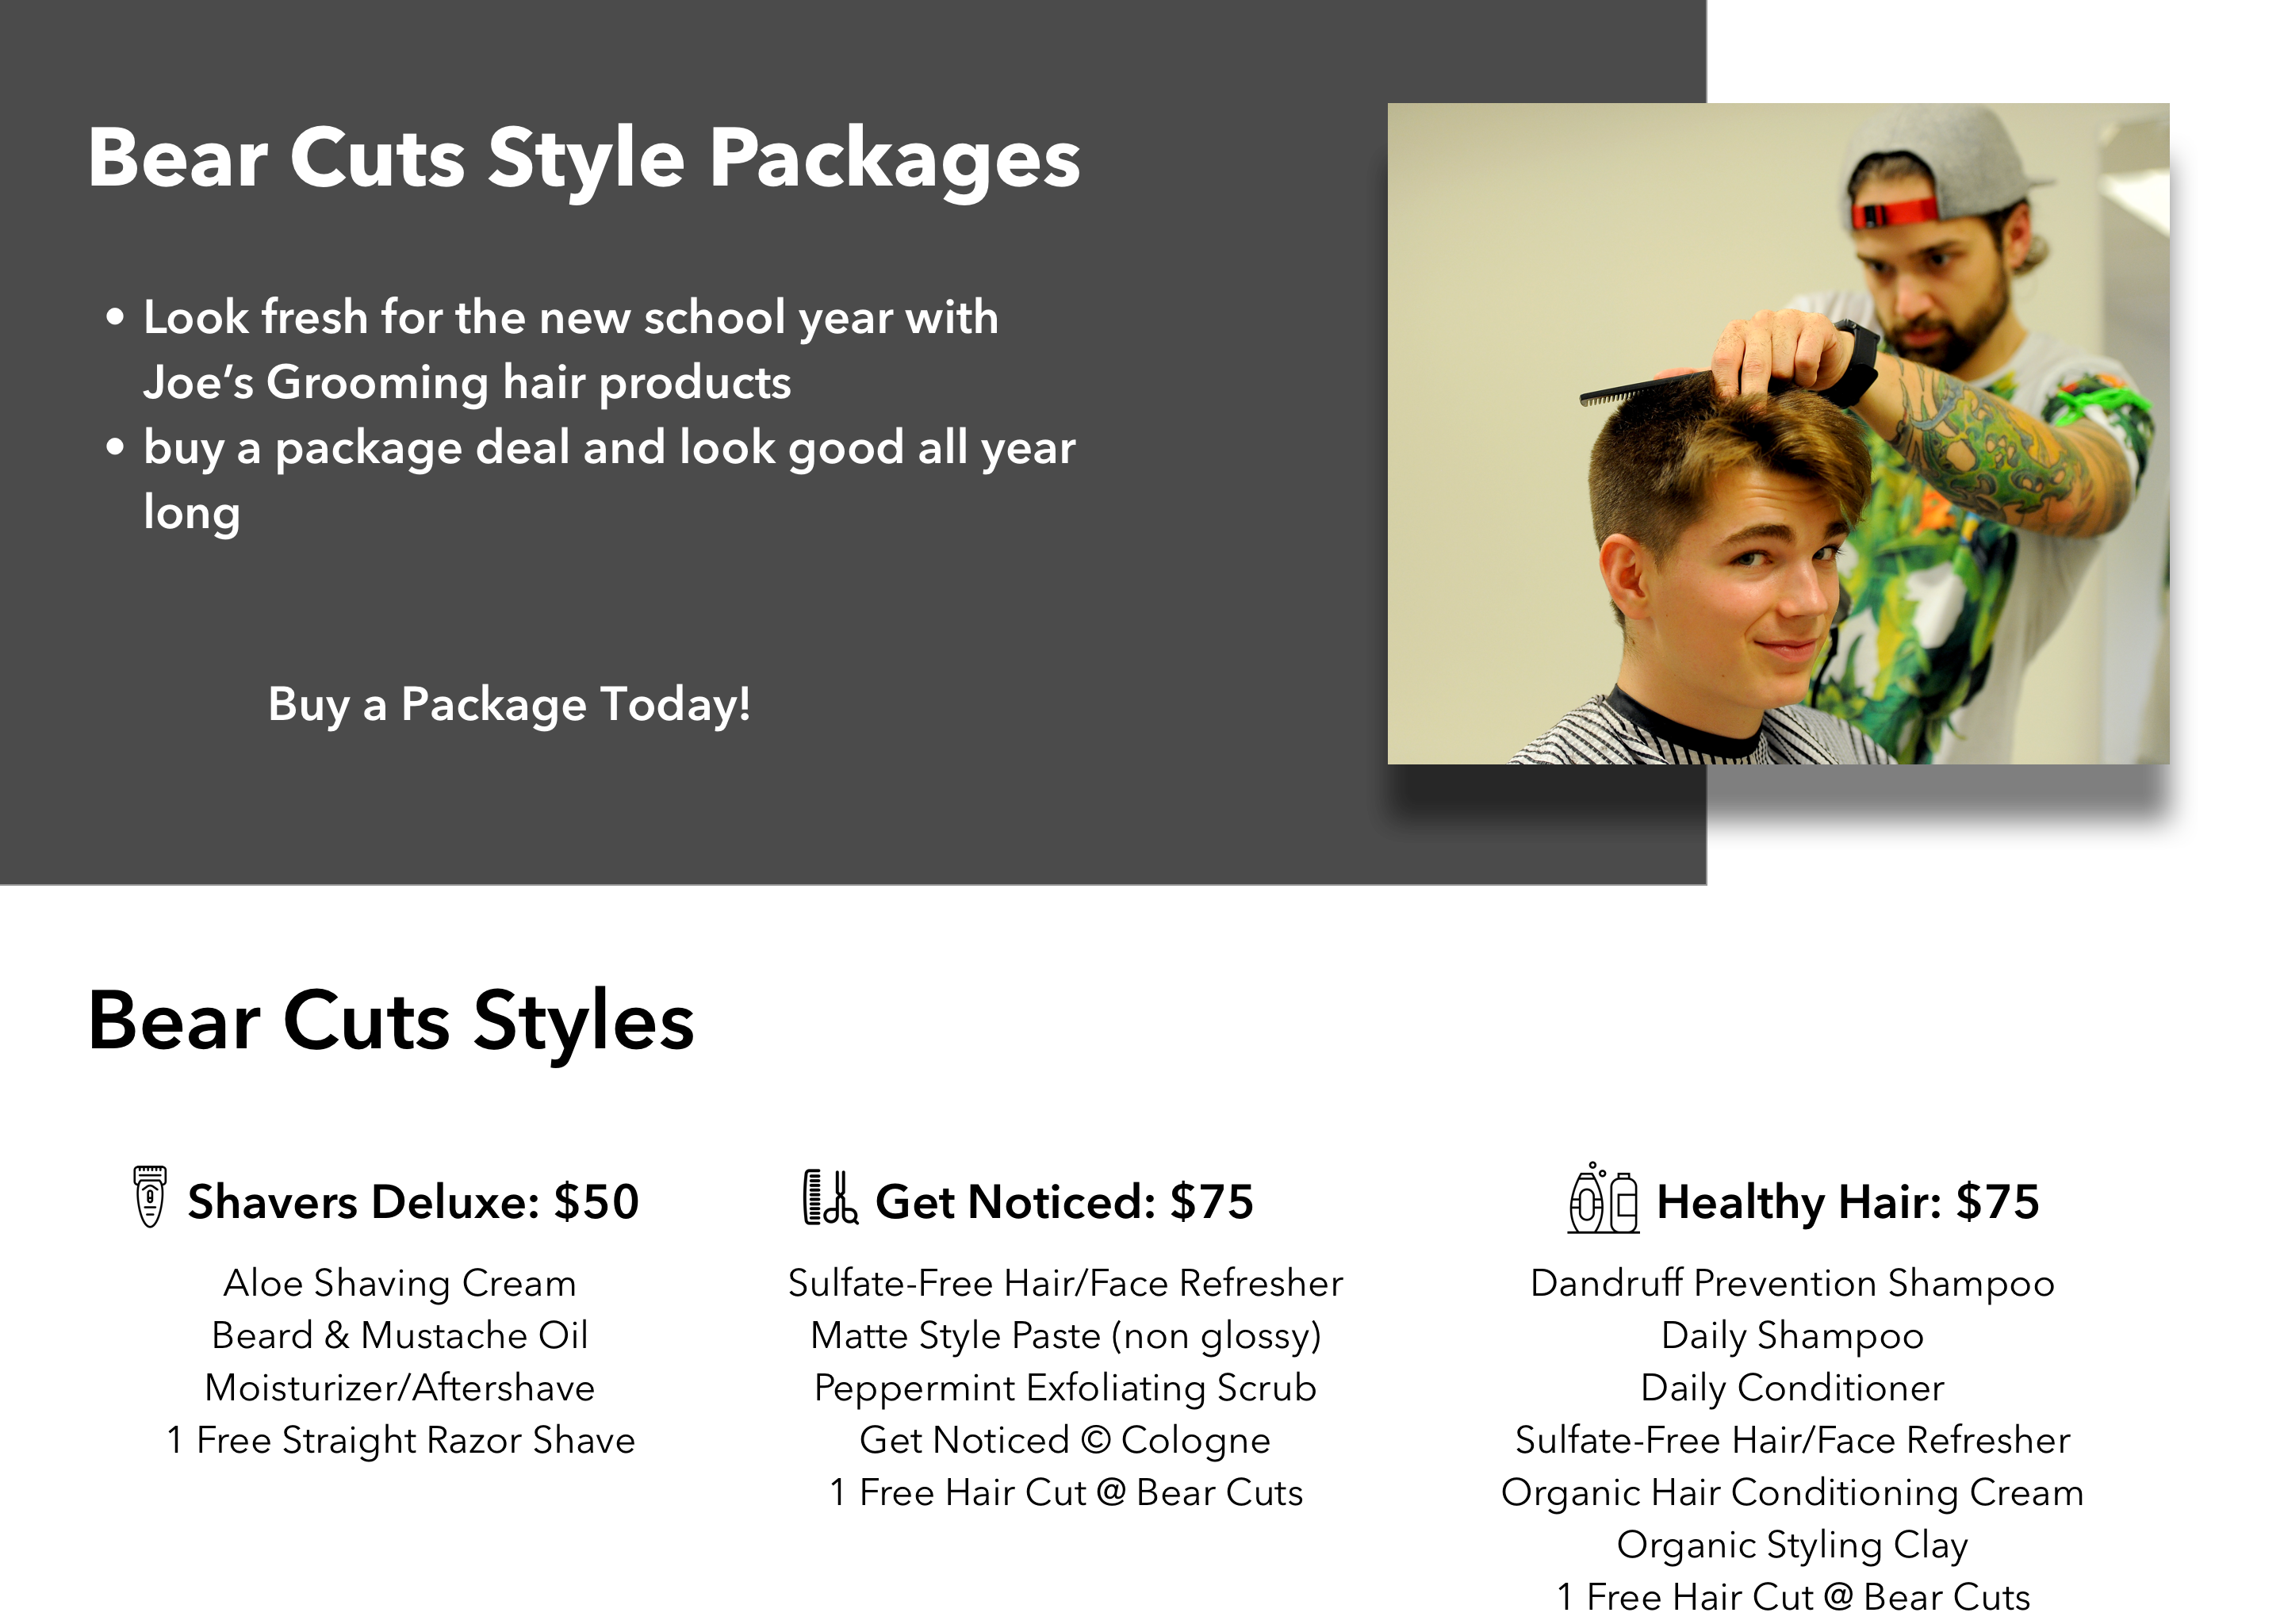 Bear Cuts Style Packages
• Look fresh for the new school year with
Joe’s Grooming hair products
• buy a package deal and look good all year
long
Buy a Package Today!
Bear Cuts Styles
Shavers Deluxe: $50
Aloe Shaving Cream
Beard & Mustache Oil
Moisturizer/Aftershave
1 Free Straight Razor Shave
Get Noticed: $75
Sulfate-Free Hair/Face Refresher
Matte Style Paste (non glossy)
Peppermint Exfoliating Scrub
Get Noticed © Cologne
1 Free Hair Cut @ Bear Cuts
Healthy Hair: $75
Dandruff Prevention Shampoo
Daily Shampoo
Daily Conditioner
Sulfate-Free Hair/Face Refresher
Organic Hair Conditioning Cream
Organic Styling Clay
1 Free Hair Cut @ Bear Cuts